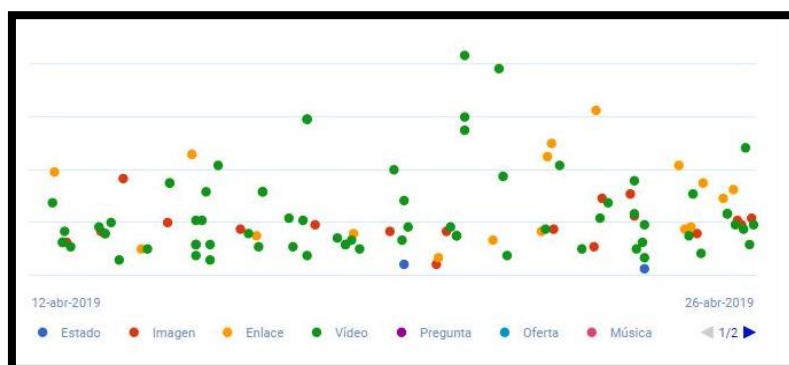 12-abr-2019 26-abr-2019
Estado Imagen Enlace Vídeo Pregunta Oferta Música 1/2